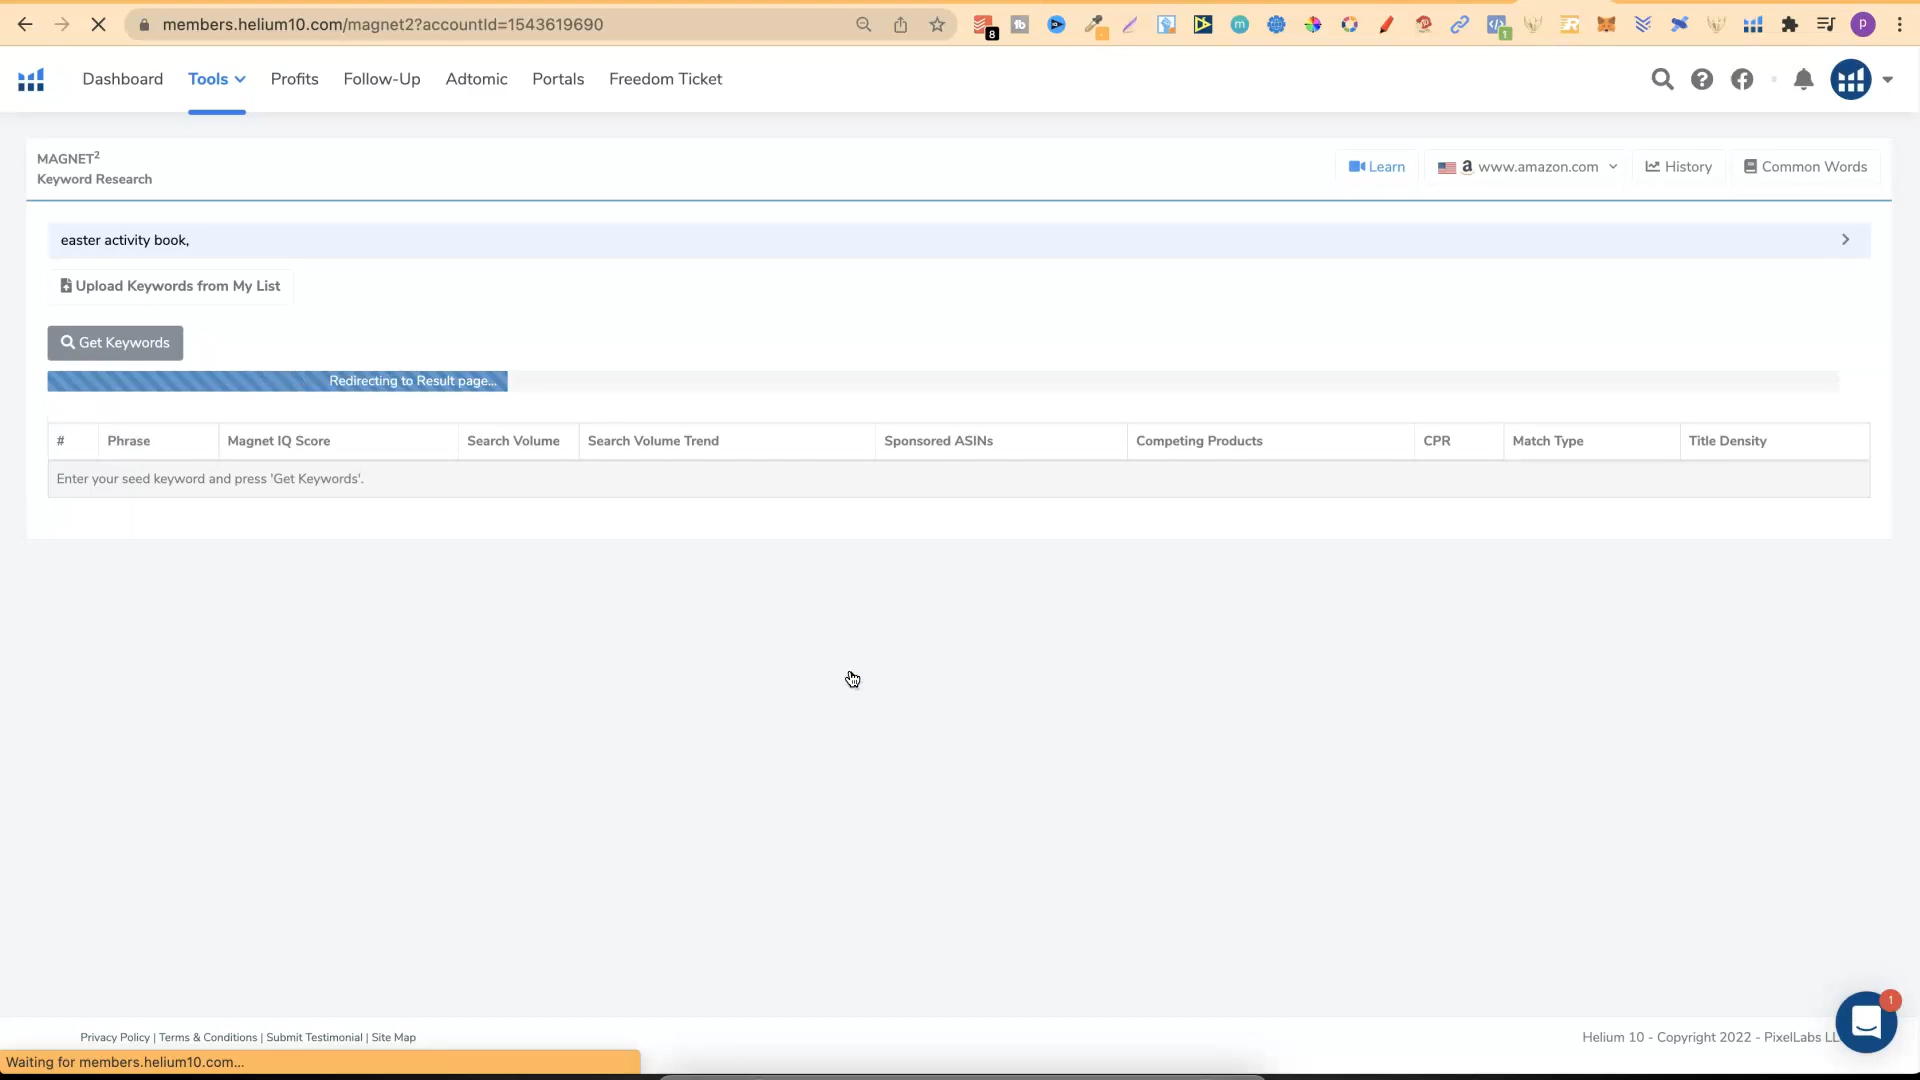 members.helium10.com/magnet2?accountId=1543619690
8
1
Dashboard Tools Profits Follow-Up Adtomic Portals Freedom Ticket
MAGNET²
Keyword Research
Learn www.amazon.com History Common Words
easter activity book,
Upload Keywords from My List
Get Keywords
Redirecting to Result page...
# Phrase Magnet IQ Score Search Volume Search Volume Trend Sponsored ASINs Competing Products CPR Match Type Title Density
Enter your seed keyword and press 'Get Keywords'.
1
Privacy Policy | Terms & Conditions | Submit Testimonial | Site Map
Helium 10 - Copyright 2022 - PixelLabs
Waiting for members.helium10.com...